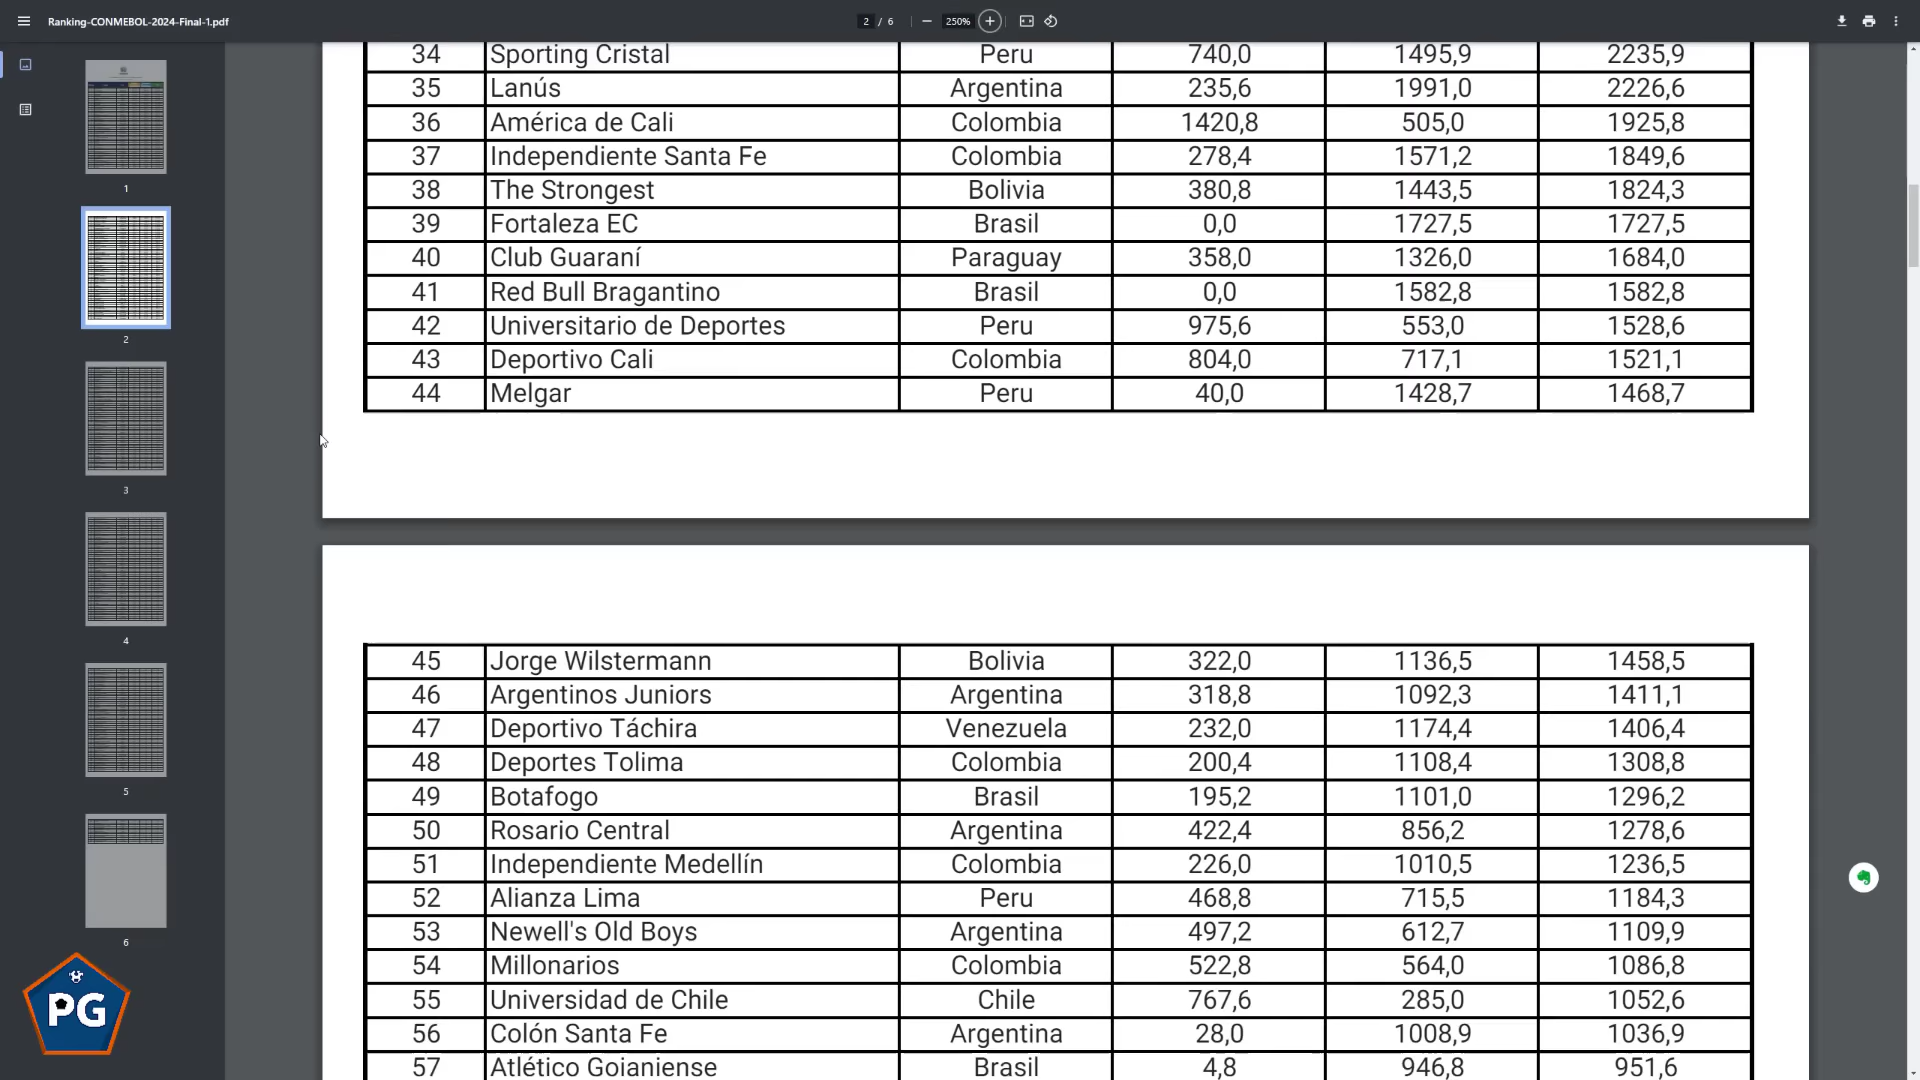 Ranking-CONMEBOL-2024-Final-1.pdf
2 / 6
250%
34 Sporting Cristal Peru 740,0 1495,9 2235,9
35 Lanús Argentina 235,6 1991,0 2226,6
36 América de Cali Colombia 1420,8 505,0 1925,8
37 Independiente Santa Fe Colombia 278,4 1571,2 1849,6
38 The Strongest Bolivia 380,8 1443,5 1824,3
39 Fortaleza EC Brasil 0,0 1727,5 1727,5
40 Club Guaraní Paraguay 358,0 1326,0 1684,0
41 Red Bull Bragantino Brasil 0,0 1582,8 1582,8
42 Universitario de Deportes Peru 975,6 553,0 1528,6
43 Deportivo Cali Colombia 804,0 717,1 1521,1
44 Melgar Peru 40,0 1428,7 1468,7
45 Jorge Wilstermann Bolivia 322,0 1136,5 1458,5
46 Argentinos Juniors Argentina 318,8 1092,3 1411,1
47 Deportivo Táchira Venezuela 232,0 1174,4 1406,4
48 Deportes Tolima Colombia 200,4 1108,4 1308,8
49 Botafogo Brasil 195,2 1101,0 1296,2
50 Rosario Central Argentina 422,4 856,2 1278,6
51 Independiente Medellín Colombia 226,0 1010,5 1236,5
52 Alianza Lima Peru 468,8 715,5 1184,3
53 Newell's Old Boys Argentina 497,2 612,7 1109,9
54 Millonarios Colombia 522,8 564,0 1086,8
55 Universidad de Chile Chile 767,6 285,0 1052,6
56 Colón Santa Fe Argentina 28,0 1008,9 1036,9
57 Atlético Goianiense Brasil 4,8 946,8 951,6
1
2
3
4
5
6
PG